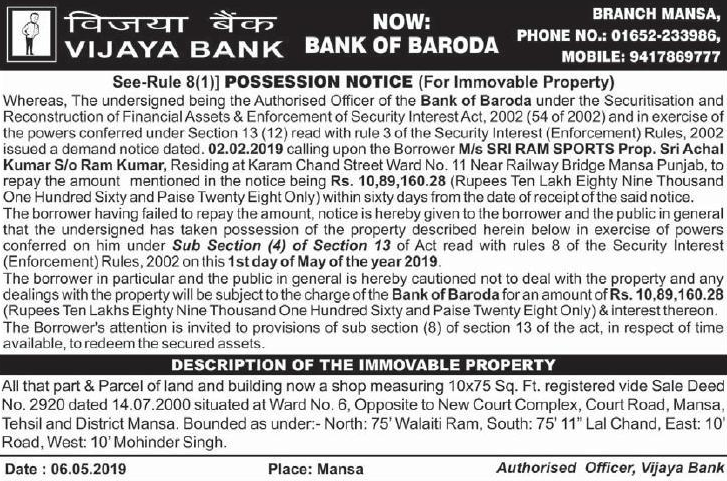 विजया बैंक
VIJAYA BANK
NOW:
BANK OF BARODA
BRANCH MANSA,
PHONE NO.: 01652-233986,
MOBILE: 9417869777
See-Rule 8(1)] POSSESSION NOTICE (For Immovable Property)
Whereas, The undersigned being the Authorised Officer of the Bank of Baroda under the Securitisation and
Reconstruction of Financial Assets & Enforcement of Security Interest Act, 2002 (54 of 2002) and in exercise of
the powers conferred under Section 13 (12) read with rule 3 of the Security Interest (Enforcement) Rules, 2002
issued a demand notice dated. 02.02.2019 calling upon the Borrower M/s SRI RAM SPORTS Prop. Sri Achal
Kumar S/o Ram Kumar, Residing at Karam Chand Street Ward No. 11 Near Railway Bridge Mansa Punjab, to
repay the amount mentioned in the notice being Rs. 10,89,160.28 (Rupees Ten Lakh Eighty Nine Thousand
One Hundred Sixty and Paise Twenty Eight Only) within sixty days from the date of receipt of the said notice.
The borrower having failed to repay the amount, notice is hereby given to the borrower and the public in general
that the undersigned has taken possession of the property described herein below in exercise of powers
conferred on him under Sub Section (4) of Section 13 of Act read with rules 8 of the Security Interest
(Enforcement) Rules, 2002 on this 1st day of May of the year 2019.
The borrower in particular and the public in general is hereby cautioned not to deal with the property and any
dealings with the property will be subject to the charge of the Bank of Baroda for an amount of Rs. 10,89,160.28
(Rupees Ten Lakhs Eighty Nine Thousand One Hundred Sixty and Paise Twenty Eight Only) & interest thereon.
The Borrower's attention is invited to provisions of sub section (8) of section 13 of the act, in respect of time
available, to redeem the secured assets.
DESCRIPTION OF THE IMMOVABLE PROPERTY
All that part & Parcel of land and building now a shop measuring 10x75 Sq. Ft. registered vide Sale Deed
No. 2920 dated 14.07.2000 situated at Ward No. 6, Opposite to New Court Complex, Court Road, Mansa,
Tehsil and District Mansa. Bounded as under:- North: 75' Walaiti Ram, South: 75' 11" Lal Chand, East: 10'
Road, West: 10' Mohinder Singh.
Date : 06.05.2019 Place: Mansa Authorised Officer, Vijaya Bank